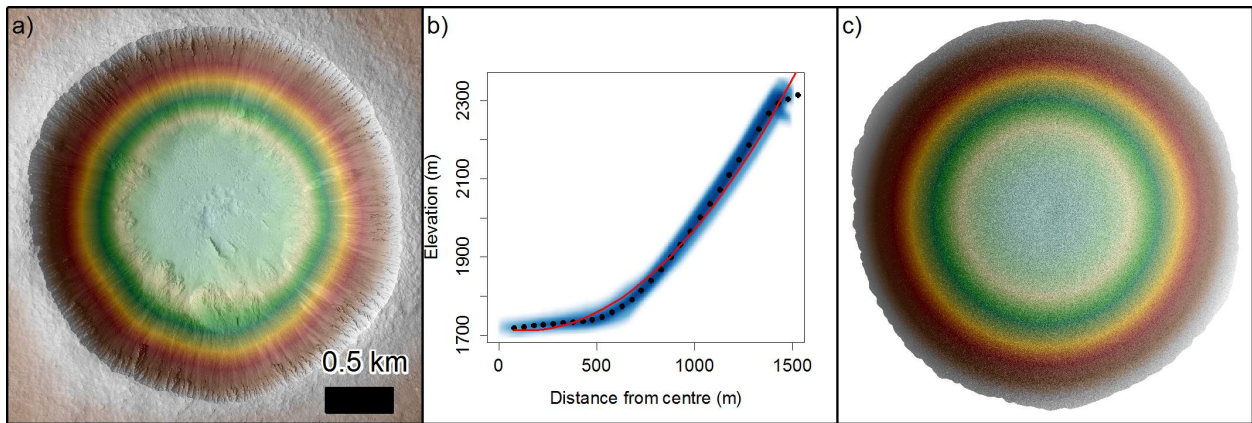 a)
0.5 km
b)
Elevation (m)
2300
2100
1900
1700
0
500
1000
1500
Distance from centre (m)
c)